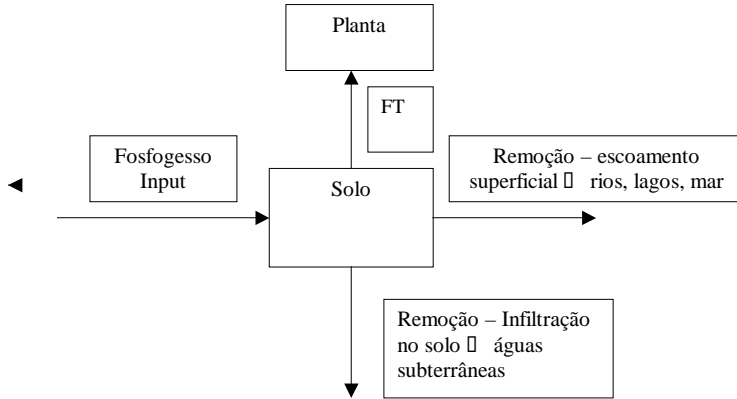 Planta
FT
Fosfogesso
Input
Solo
Remoção – escoamento
superficial ▯ rios, lagos, mar
Remoção – Infiltração
no solo ▯ águas
subterrâneas